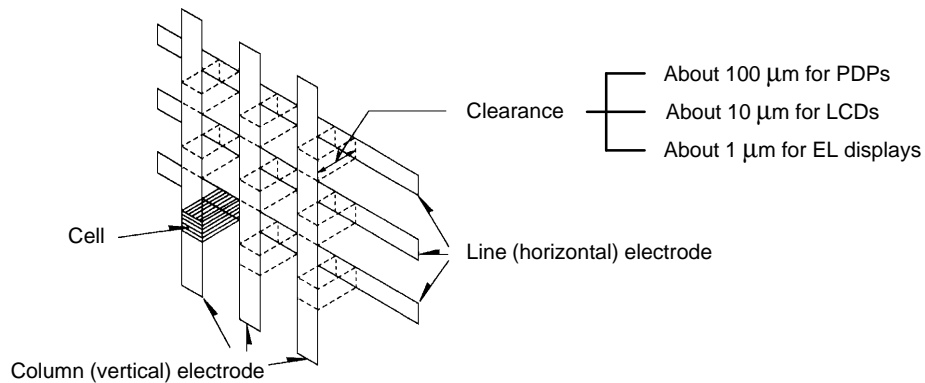 About 100 μm for PDPs
Clearance
About 10 μm for LCDs
About 1 μm for EL displays
Cell
Line (horizontal) electrode
Column (vertical) electrode